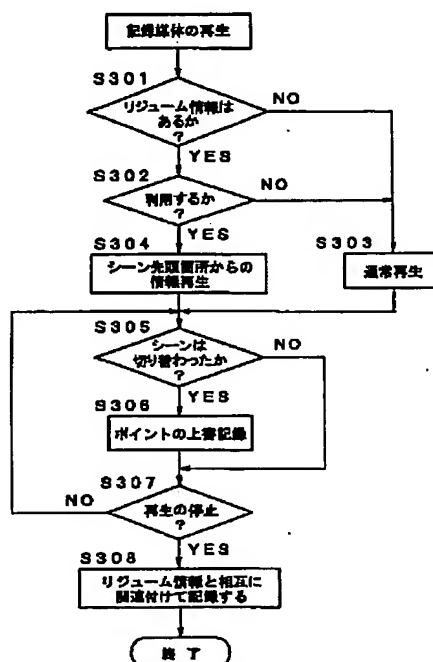 記録媒体の再生
S301
リジューム情報は
あるか
?
NO
YES
S302
利用するか
?
NO
YES
S304
シーン先頭箇所からの
情報再生
S303
通常再生
S305
シーンは
切り替わったか
?
NO
YES
S306
ポイントの上書記録
S307
再生の停止
?
NO
YES
S308
リジューム情報と相互に
関連付けて記録する
終了